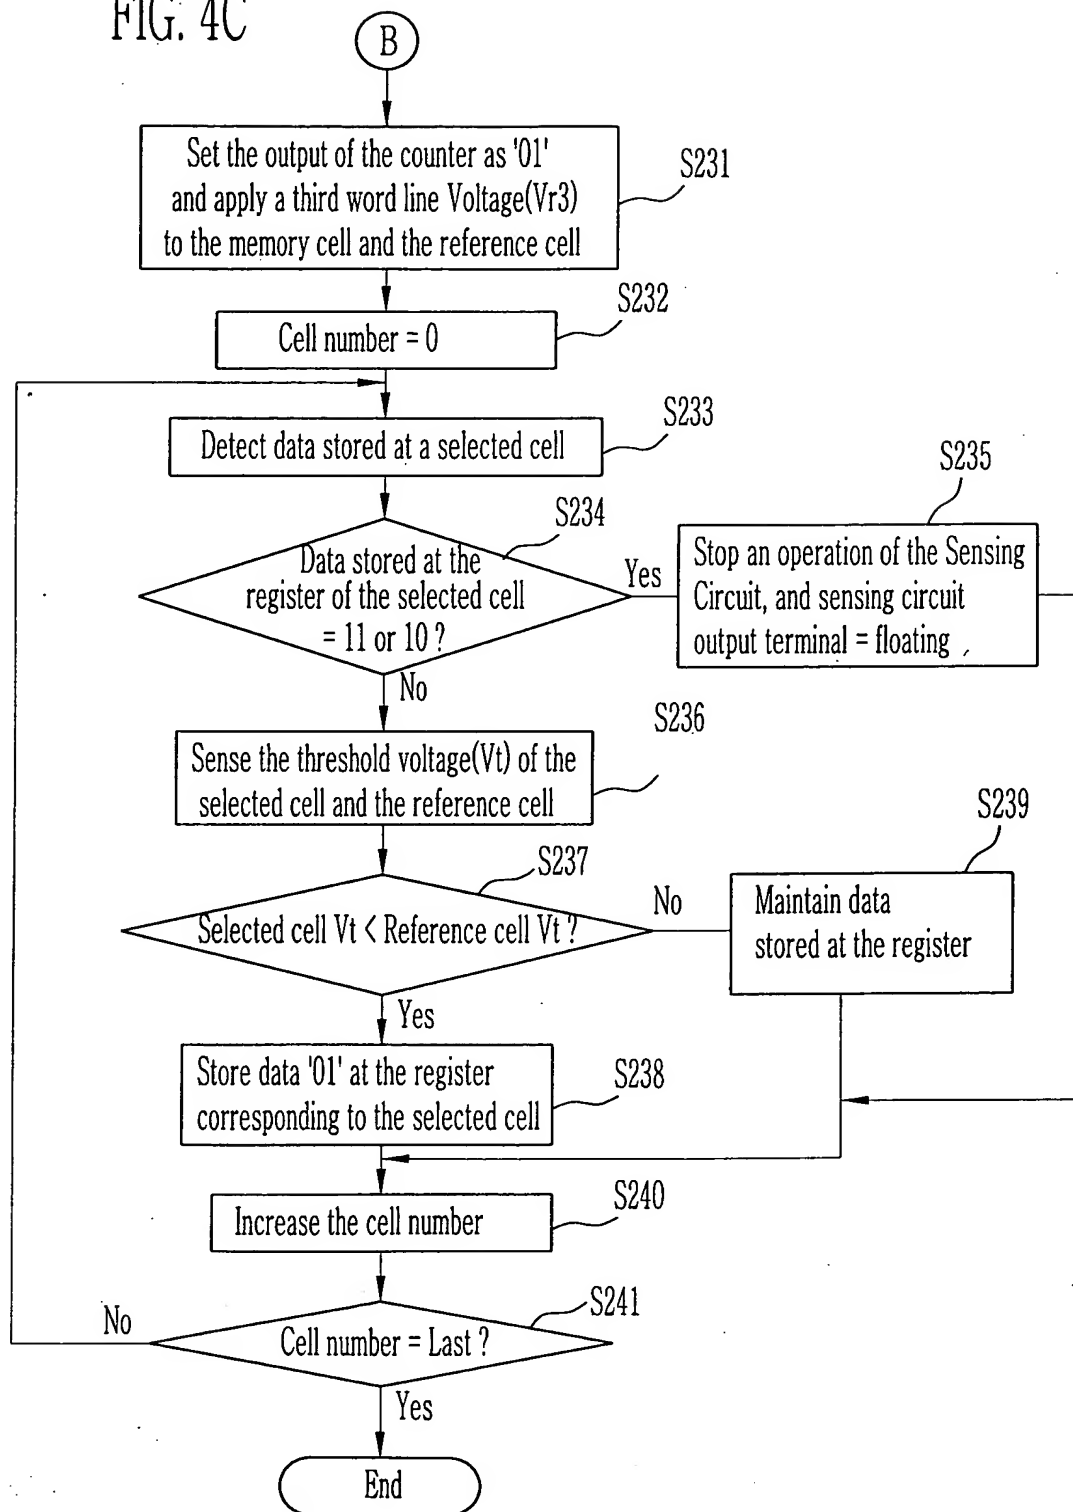 FIG. 4C
B
Set the output of the counter as '01'
and apply a third word line Voltage(Vr3)
to the memory cell and the reference cell
S231
S232
Cell number = 0
S233
Detect data stored at a selected cell
S234
Data stored at the
register of the selected cell
= 11 or 10 ?
Yes
S235
Stop an operation of the Sensing
Circuit, and sensing circuit
output terminal = floating
No
S236
Sense the threshold voltage(Vt) of the
selected cell and the reference cell
S237
Selected cell Vt < Reference cell Vt ?
No
S239
Maintain data
stored at the register
Yes
Store data '01' at the register
corresponding to the selected cell
S238
S240
Increase the cell number
S241
Cell number = Last ?
No
Yes
End